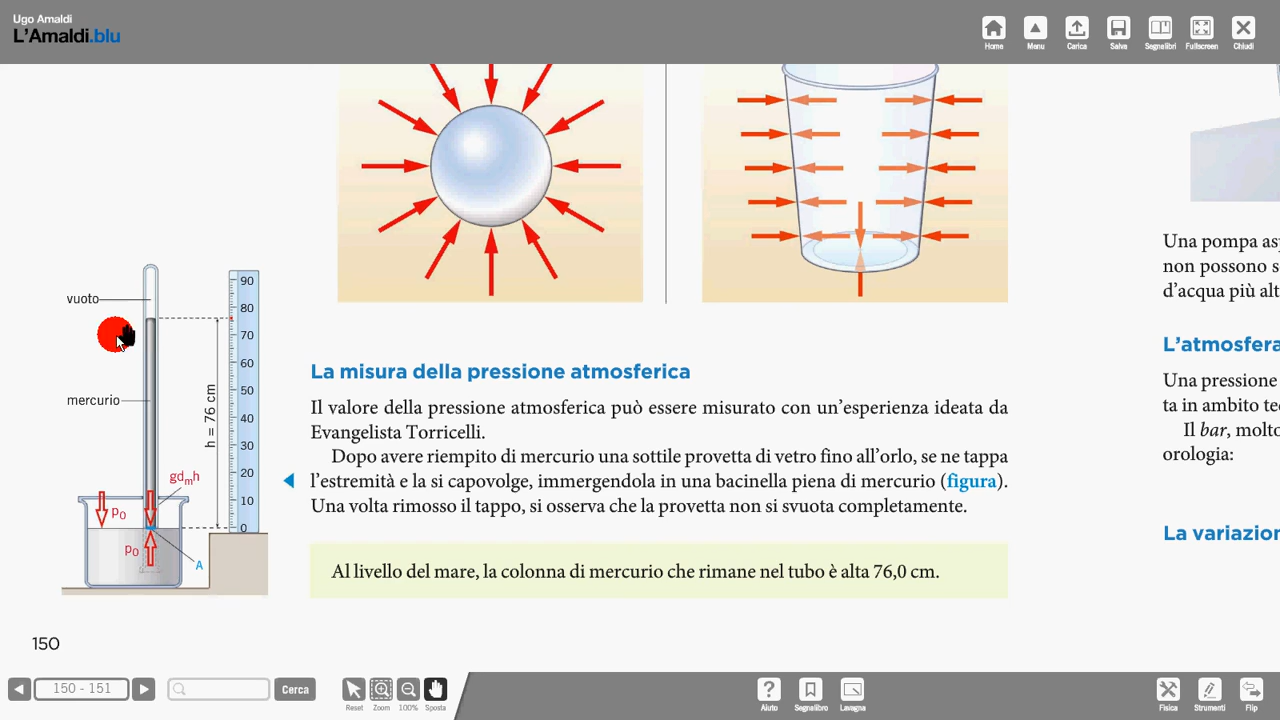 Ugo Amaldi
L'Amaldi.blu
Home
Menu
Carica
Salva
Segnalibri
Fullscreen
Chiudi
vuoto
mercurio
h = 76 cm
90
80
70
60
50
40
30
20
10
0
gdₘh
p₀
p₀
A
La misura della pressione atmosferica
Il valore della pressione atmosferica può essere misurato con un'esperienza ideata da
Evangelista Torricelli.
Dopo avere riempito di mercurio una sottile provetta di vetro fino all'orlo, se ne tappa
l'estremità e la si capovolge, immergendola in una bacinella piena di mercurio (figura).
Una volta rimosso il tappo, si osserva che la provetta non si svuota completamente.
Al livello del mare, la colonna di mercurio che rimane nel tubo è alta 76,0 cm.
Una pompa
non possono
d'acqua più
L'atmosfera
Una pressione
ta in ambito
Il bar,
orologia:
La
150
150 - 151
Cerca
Reset
Zoom
100%
Sposta
Aiuto
Segnalibro
Lavagna
Fisica
Strumenti
Flip